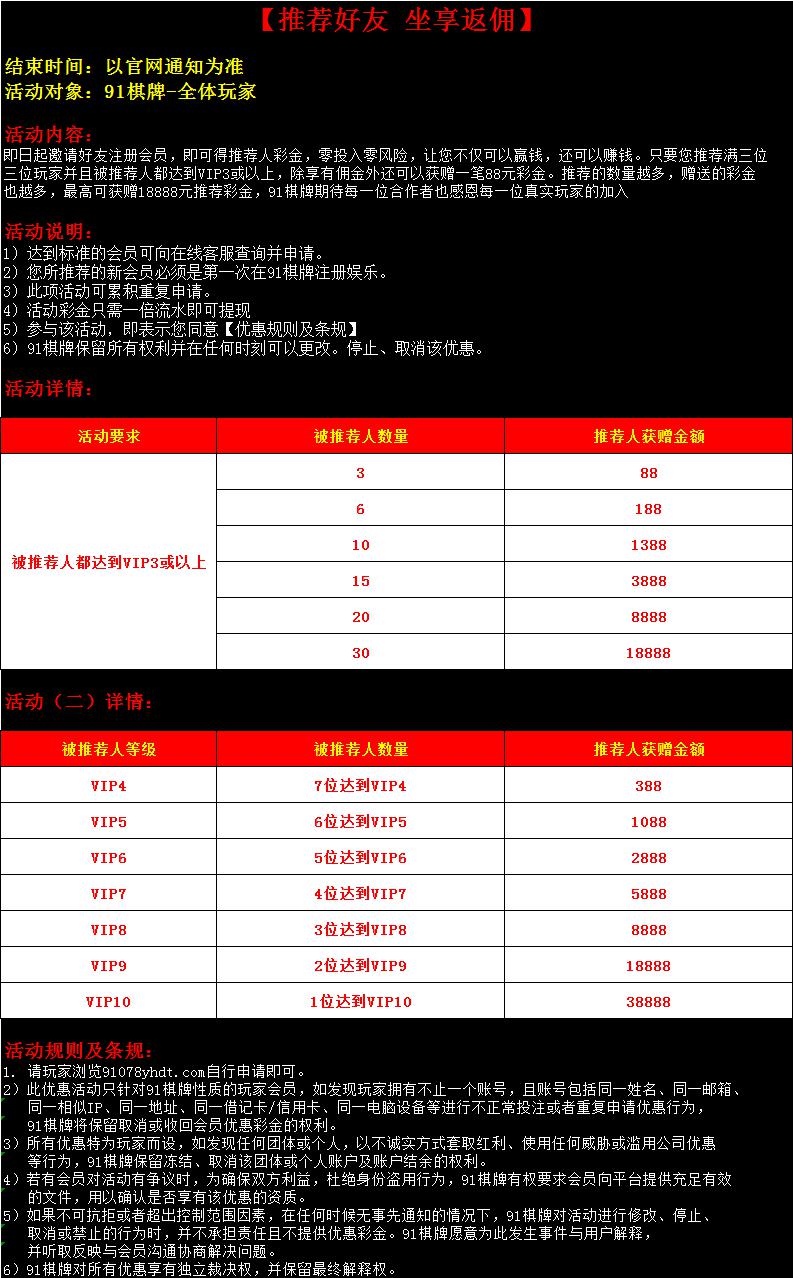 【推荐好友 坐享返佣】
结束时间：以官网通知为准
活动对象：91棋牌-全体玩家
活动内容：
即日起邀请好友注册会员，即可得推荐人彩金，零投入零风险，让您不仅可以赢钱，还可以赚钱。只要您推荐满三位
三位玩家并且被推荐人都达到VIP3或以上，除享有佣金外还可以获赠一笔88元彩金。推荐的数量越多，赠送的彩金
也越多，最高可获赠18888元推荐彩金，91棋牌期待每一位合作者也感恩每一位真实玩家的加入
活动说明：
1）达到标准的会员可向在线客服查询并申请。
2）您所推荐的新会员必须是第一次在91棋牌注册娱乐。
3）此项活动可累积重复申请。
4）活动彩金只需一倍流水即可提现
5）参与该活动，即表示您同意【优惠规则及条规】
6）91棋牌保留所有权利并在任何时刻可以更改。停止、取消该优惠。
活动详情：
活动要求 被推荐人数量 推荐人获赠金额
3 88
6 188
10 1388
被推荐人都达到VIP3或以上
15 3888
20 8888
30 18888
活动（二）详情：
被推荐人等级 被推荐人数量 推荐人获赠金额
VIP4 7位达到VIP4 388
VIP5 6位达到VIP5 1088
VIP6 5位达到VIP6 2888
VIP7 4位达到VIP7 5888
VIP8 3位达到VIP8 8888
VIP9 2位达到VIP9 18888
VIP10 1位达到VIP10 38888
活动规则及条规：
1. 请玩家浏览91078yhdt.com自行申请即可。
2）此优惠活动只针对91棋牌性质的玩家会员，如发现玩家拥有不止一个账号，且账号包括同一姓名、同一邮箱、
同一相似IP、同一地址、同一借记卡/信用卡、同一电脑设备等进行不正常投注或者重复申请优惠行为，
91棋牌将保留取消或收回会员优惠彩金的权利。
3）所有优惠特为玩家而设，如发现任何团体或个人，以不诚实方式套取红利、使用任何威胁或滥用公司优惠
等行为，91棋牌保留冻结、取消该团体或个人账户及账户结余的权利。
4）若有会员对活动有争议时，为确保双方利益，杜绝身份盗用行为，91棋牌有权要求会员向平台提供充足有效
的文件，用以确认是否享有该优惠的资质。
5）如果不可抗拒或者超出控制范围因素，在任何时候无事先通知的情况下，91棋牌对活动进行修改、停止、
取消或禁止的行为时，并不承担责任且不提供优惠彩金。91棋牌愿意为此发生事件与用户解释，
并听取反映与会员沟通协商解决问题。
6）91棋牌对所有优惠享有独立裁决权，并保留最终解释权。